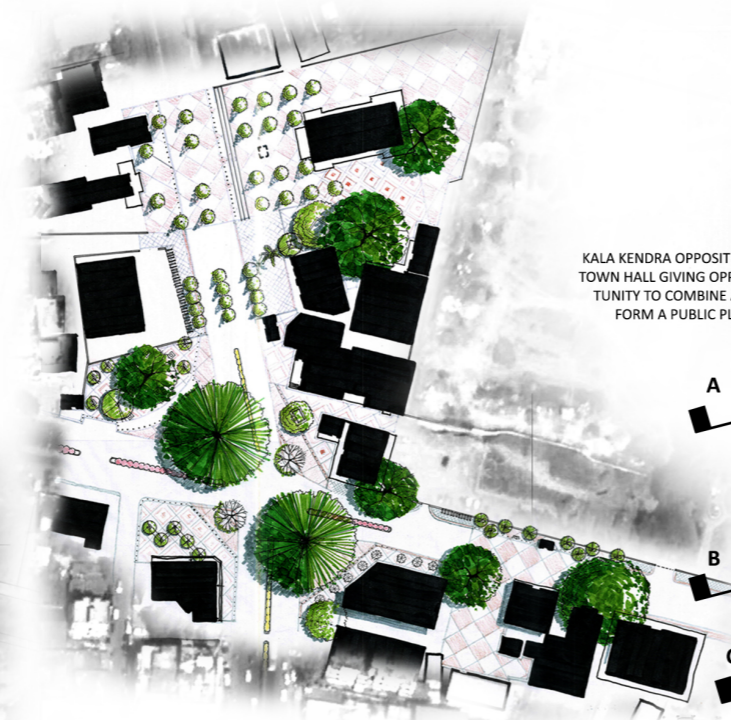 KALA KENDRA OPPOSIT
TOWN HALL GIVING OPP
TUNITY TO COMBINE
FORM A PUBLIC PL
A
B